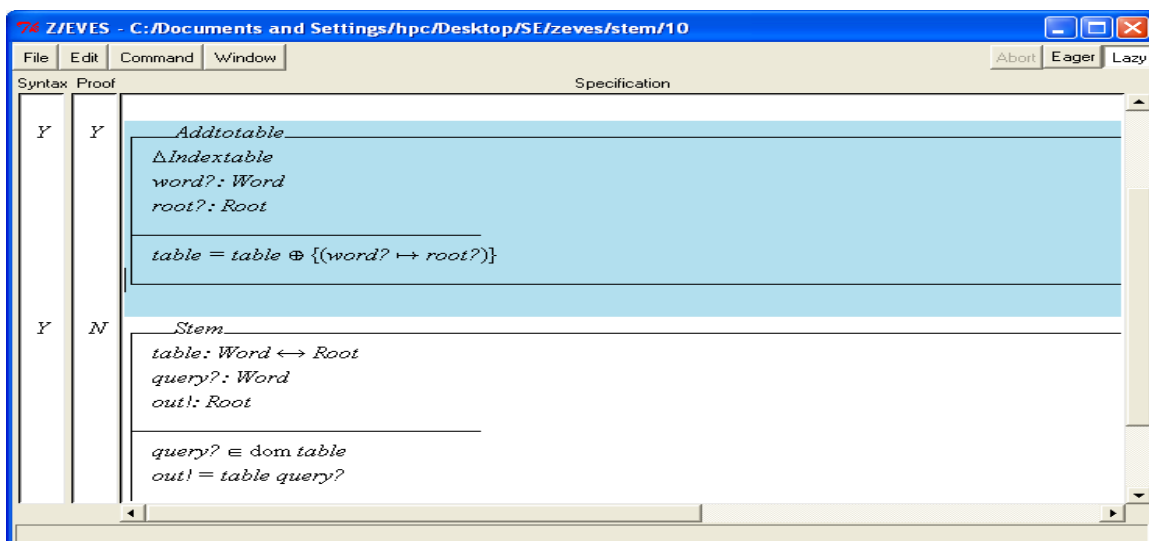 Z/EVES - C:/Documents and Settings/hpc/Desktop/SE/zeves/stem/10
File Edit Command Window Abort Eager Lazy
Syntax Proof Specification
Y Y Addtotable
ΔIndextable
word?: Word
root?: Root
table = table ⊕ {(word? ↦ root?)}
Y N Stem
table: Word ↔ Root
query?: Word
out!: Root
query? ∈ dom table
out! = table query?